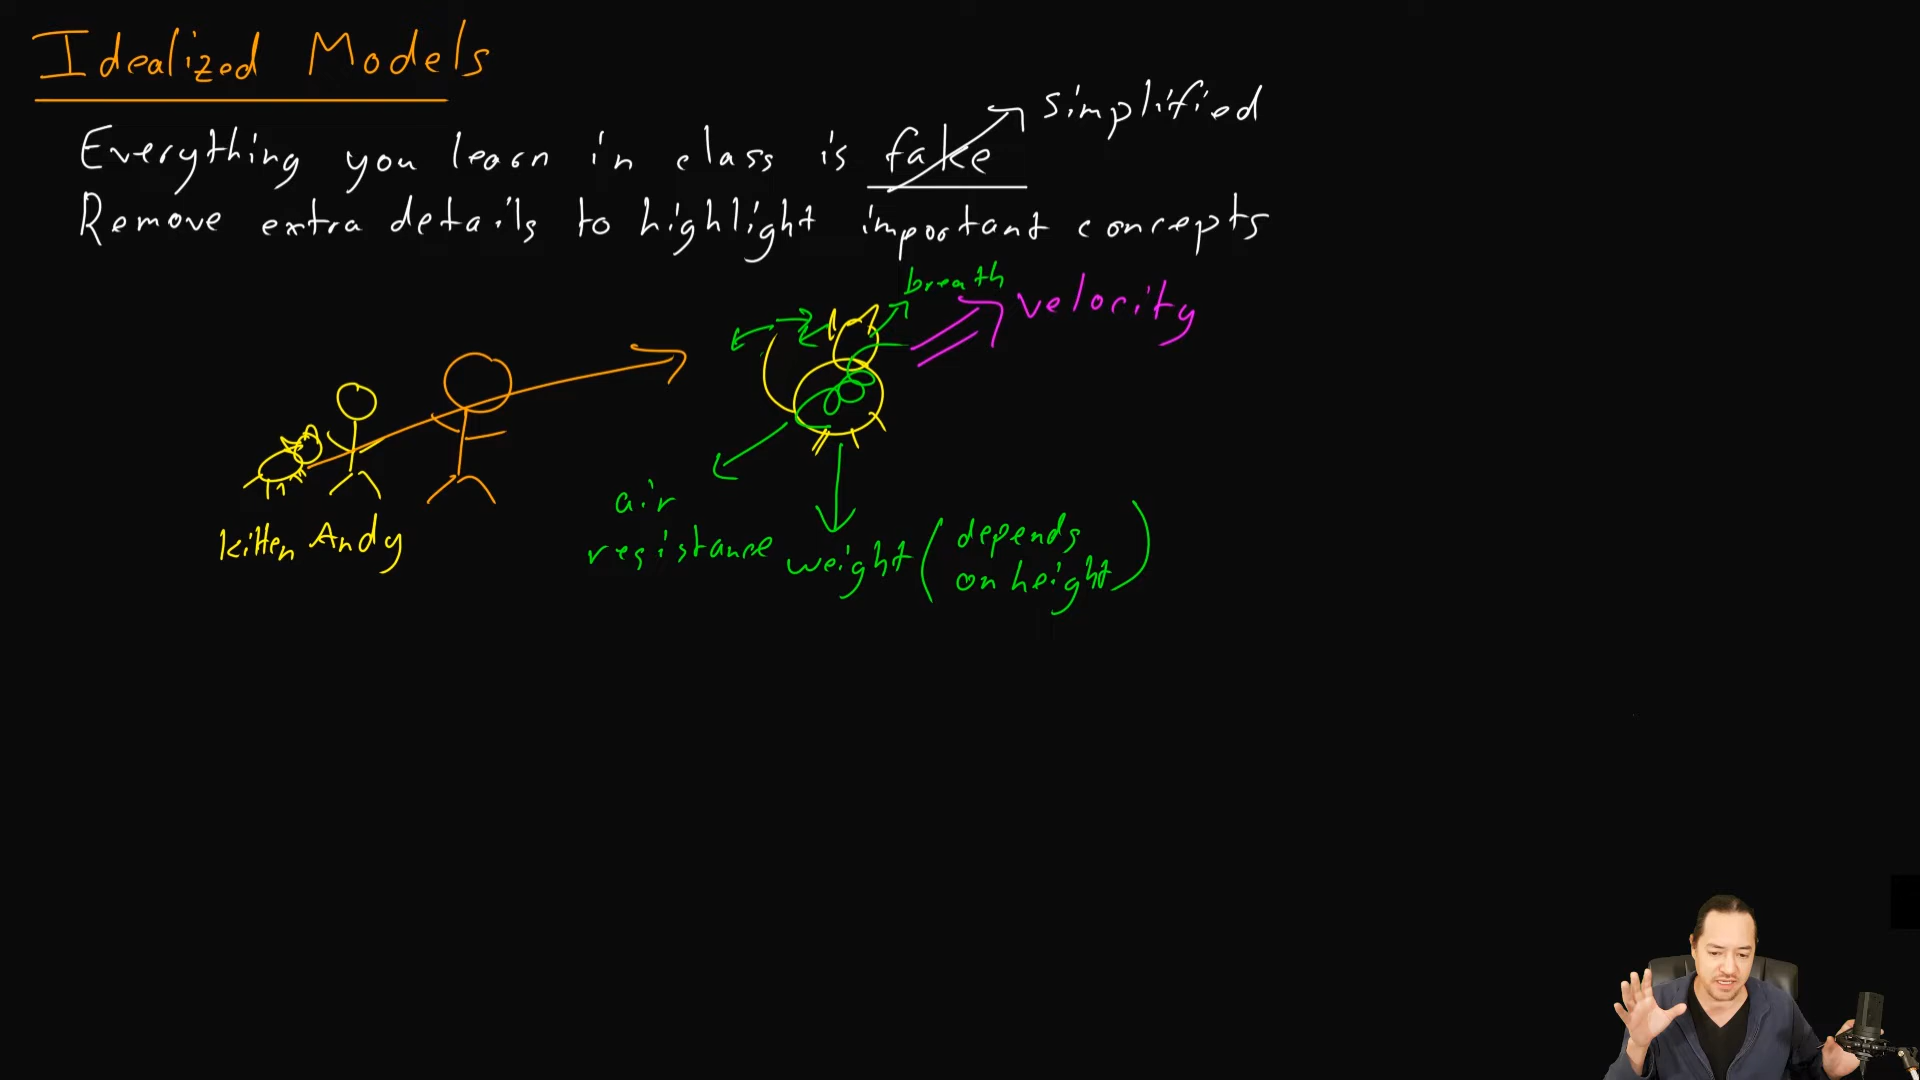 Idealized Models
simplified
Everything you learn in class is fake
Remove extra details to highlight important concepts
breath
velocity
air
resistance
weight (depends
on height)
Kitten Andy